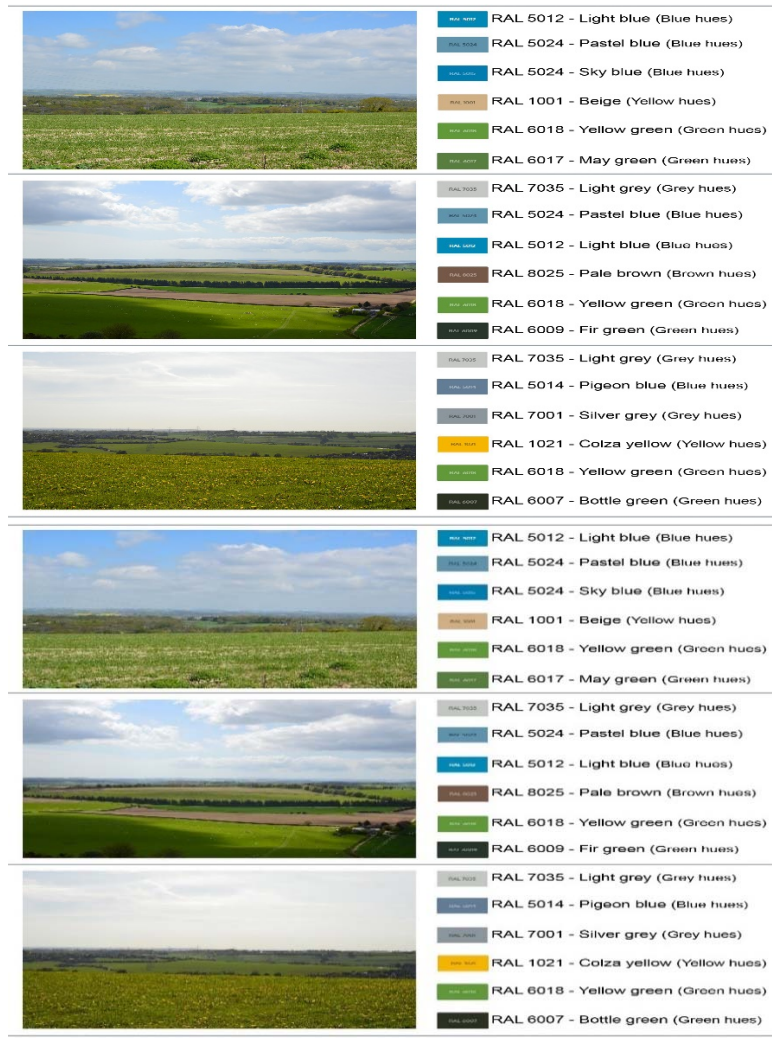 RAL 5012 - Light blue (Blue hues)
RAL 5024 - Pastel blue (Blue hues)
RAL 5024 - Sky blue (Blue hues)
RAL 1001 - Beige (Yellow hues)
RAL 6018 - Yellow green (Green hues)
RAL 6017 - May green (Green hues)
RAL 7035 - Light grey (Grey hues)
RAL 5024 - Pastel blue (Blue hues)
RAL 5012 - Light blue (Blue hues)
RAL 8025 - Pale brown (Brown hues)
RAL 6018 - Yellow green (Green hues)
RAL 6009 - Fir green (Green hues)
RAL 7035 - Light grey (Grey hues)
RAL 5014 - Pigeon blue (Blue hues)
RAL 7001 - Silver grey (Grey hues)
RAL 1021 - Colza yellow (Yellow hues)
RAL 6018 - Yellow green (Green hues)
RAL 6007 - Bottle green (Green hues)
RAL 5012 - Light blue (Blue hues)
RAL 5024 - Pastel blue (Blue hues)
RAL 5024 - Sky blue (Blue hues)
RAL 1001 - Beige (Yellow hues)
RAL 6018 - Yellow green (Green hues)
RAL 6017 - May green (Green hues)
RAL 7035 - Light grey (Grey hues)
RAL 5024 - Pastel blue (Blue hues)
RAL 5012 - Light blue (Blue hues)
RAL 8025 - Pale brown (Brown hues)
RAL 6018 - Yellow green (Green hues)
RAL 6009 - Fir green (Green hues)
RAL 7035 - Light grey (Grey hues)
RAL 5014 - Pigeon blue (Blue hues)
RAL 7001 - Silver grey (Grey hues)
RAL 1021 - Colza yellow (Yellow hues)
RAL 6018 - Yellow green (Green hues)
RAL 6007 - Bottle green (Green hues)